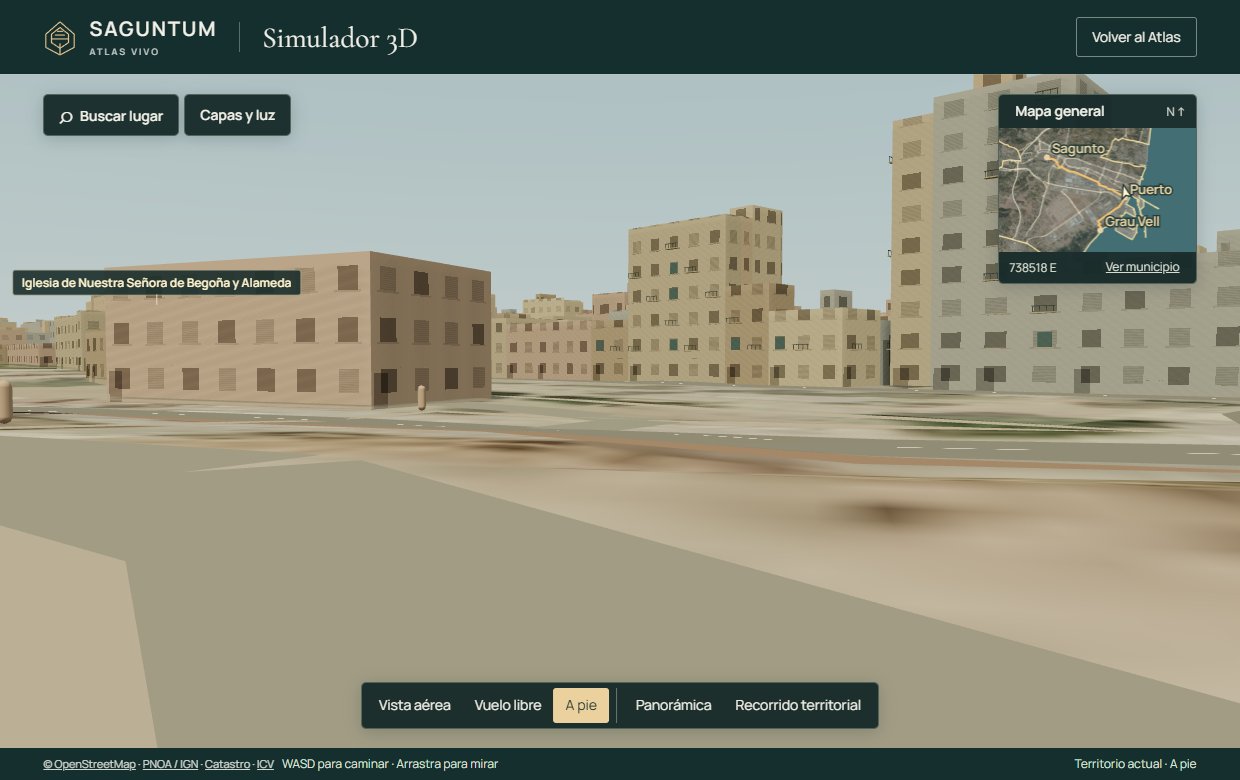 SAGUNTUM
ATLAS VIVO
Simulador 3D
Volver al Atlas
Buscar lugar
Capas y luz
Mapa general
N ↑
Sagunto
Puerto
Grau Vell
738518 E
Ver municipio
Iglesia de Nuestra Señora de Begoña y Alameda
Vista aérea
Vuelo libre
A pie
Panorámica
Recorrido territorial
© OpenStreetMap · PNOA / IGN · Catastro · ICV WASD para caminar · Arrastra para mirar
Territorio actual · A pie